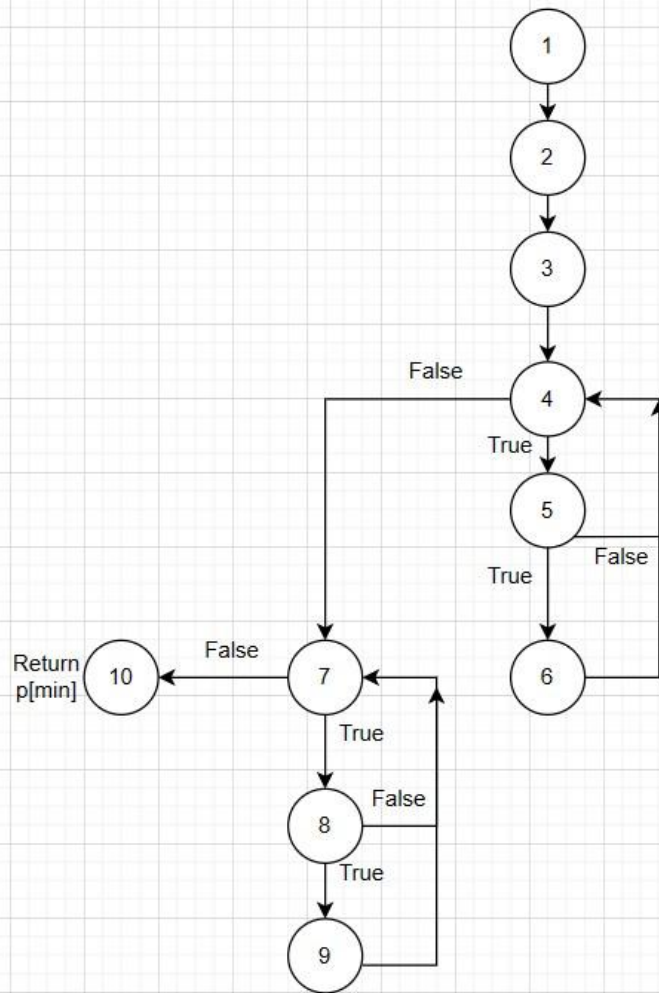 1
2
3
False
4
True
5
False
True
Return
p[min]
10
False
7
6
True
8
False
True
9